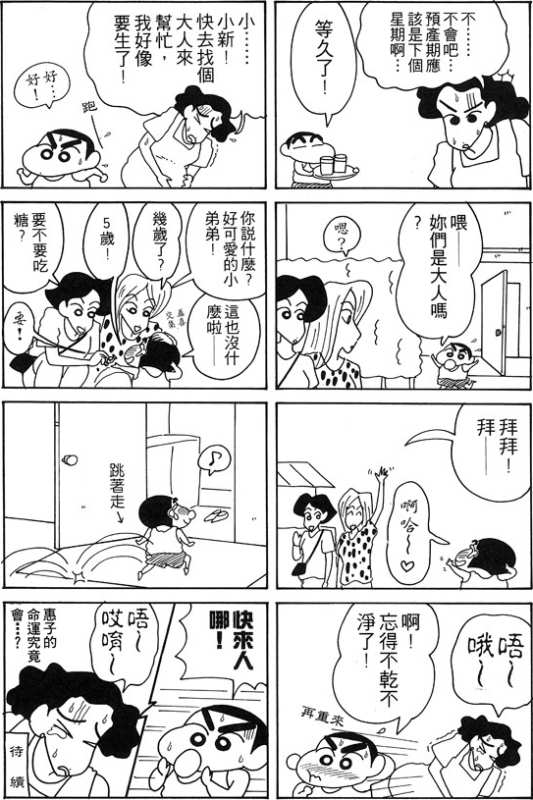 不……
不會吧…
預產期應
該是下個
星期啊…
等久了！
小……
小新！
快去找個
大人來
幫忙，
我好像
要生了！
跑
好…
好！
喂——
妳們是大人嗎
？
嗯？
你說什麼？
好可愛的小
弟弟！
這也沒什
麼啦——
幾歲了？
5歲！
要不要吃
糖？
要！
拜拜！
拜——
啊哈～♡
♪
跳著走
唔～
哦～
啊！
忘得不乾不
淨了！
再重來
快來人
哪！
唔～
哎唷～
惠子的
命運究竟
會…？
待續